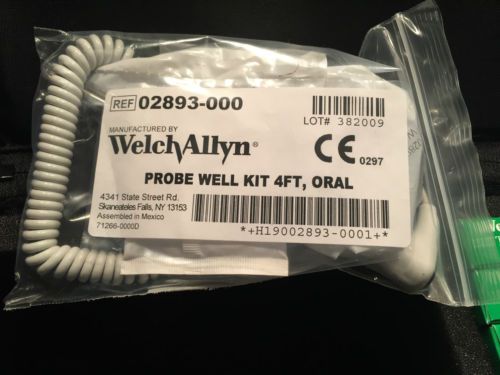 REF 02893-000
LOT# 382009
MANUFACTURED BY
WelchAllyn®
CE 0297
PROBE WELL KIT 4FT, ORAL
4341 State Street Rd.
Skaneateles Falls, NY 13153
Assembled in Mexico
71266-0000D
*+H19002893-0001+*